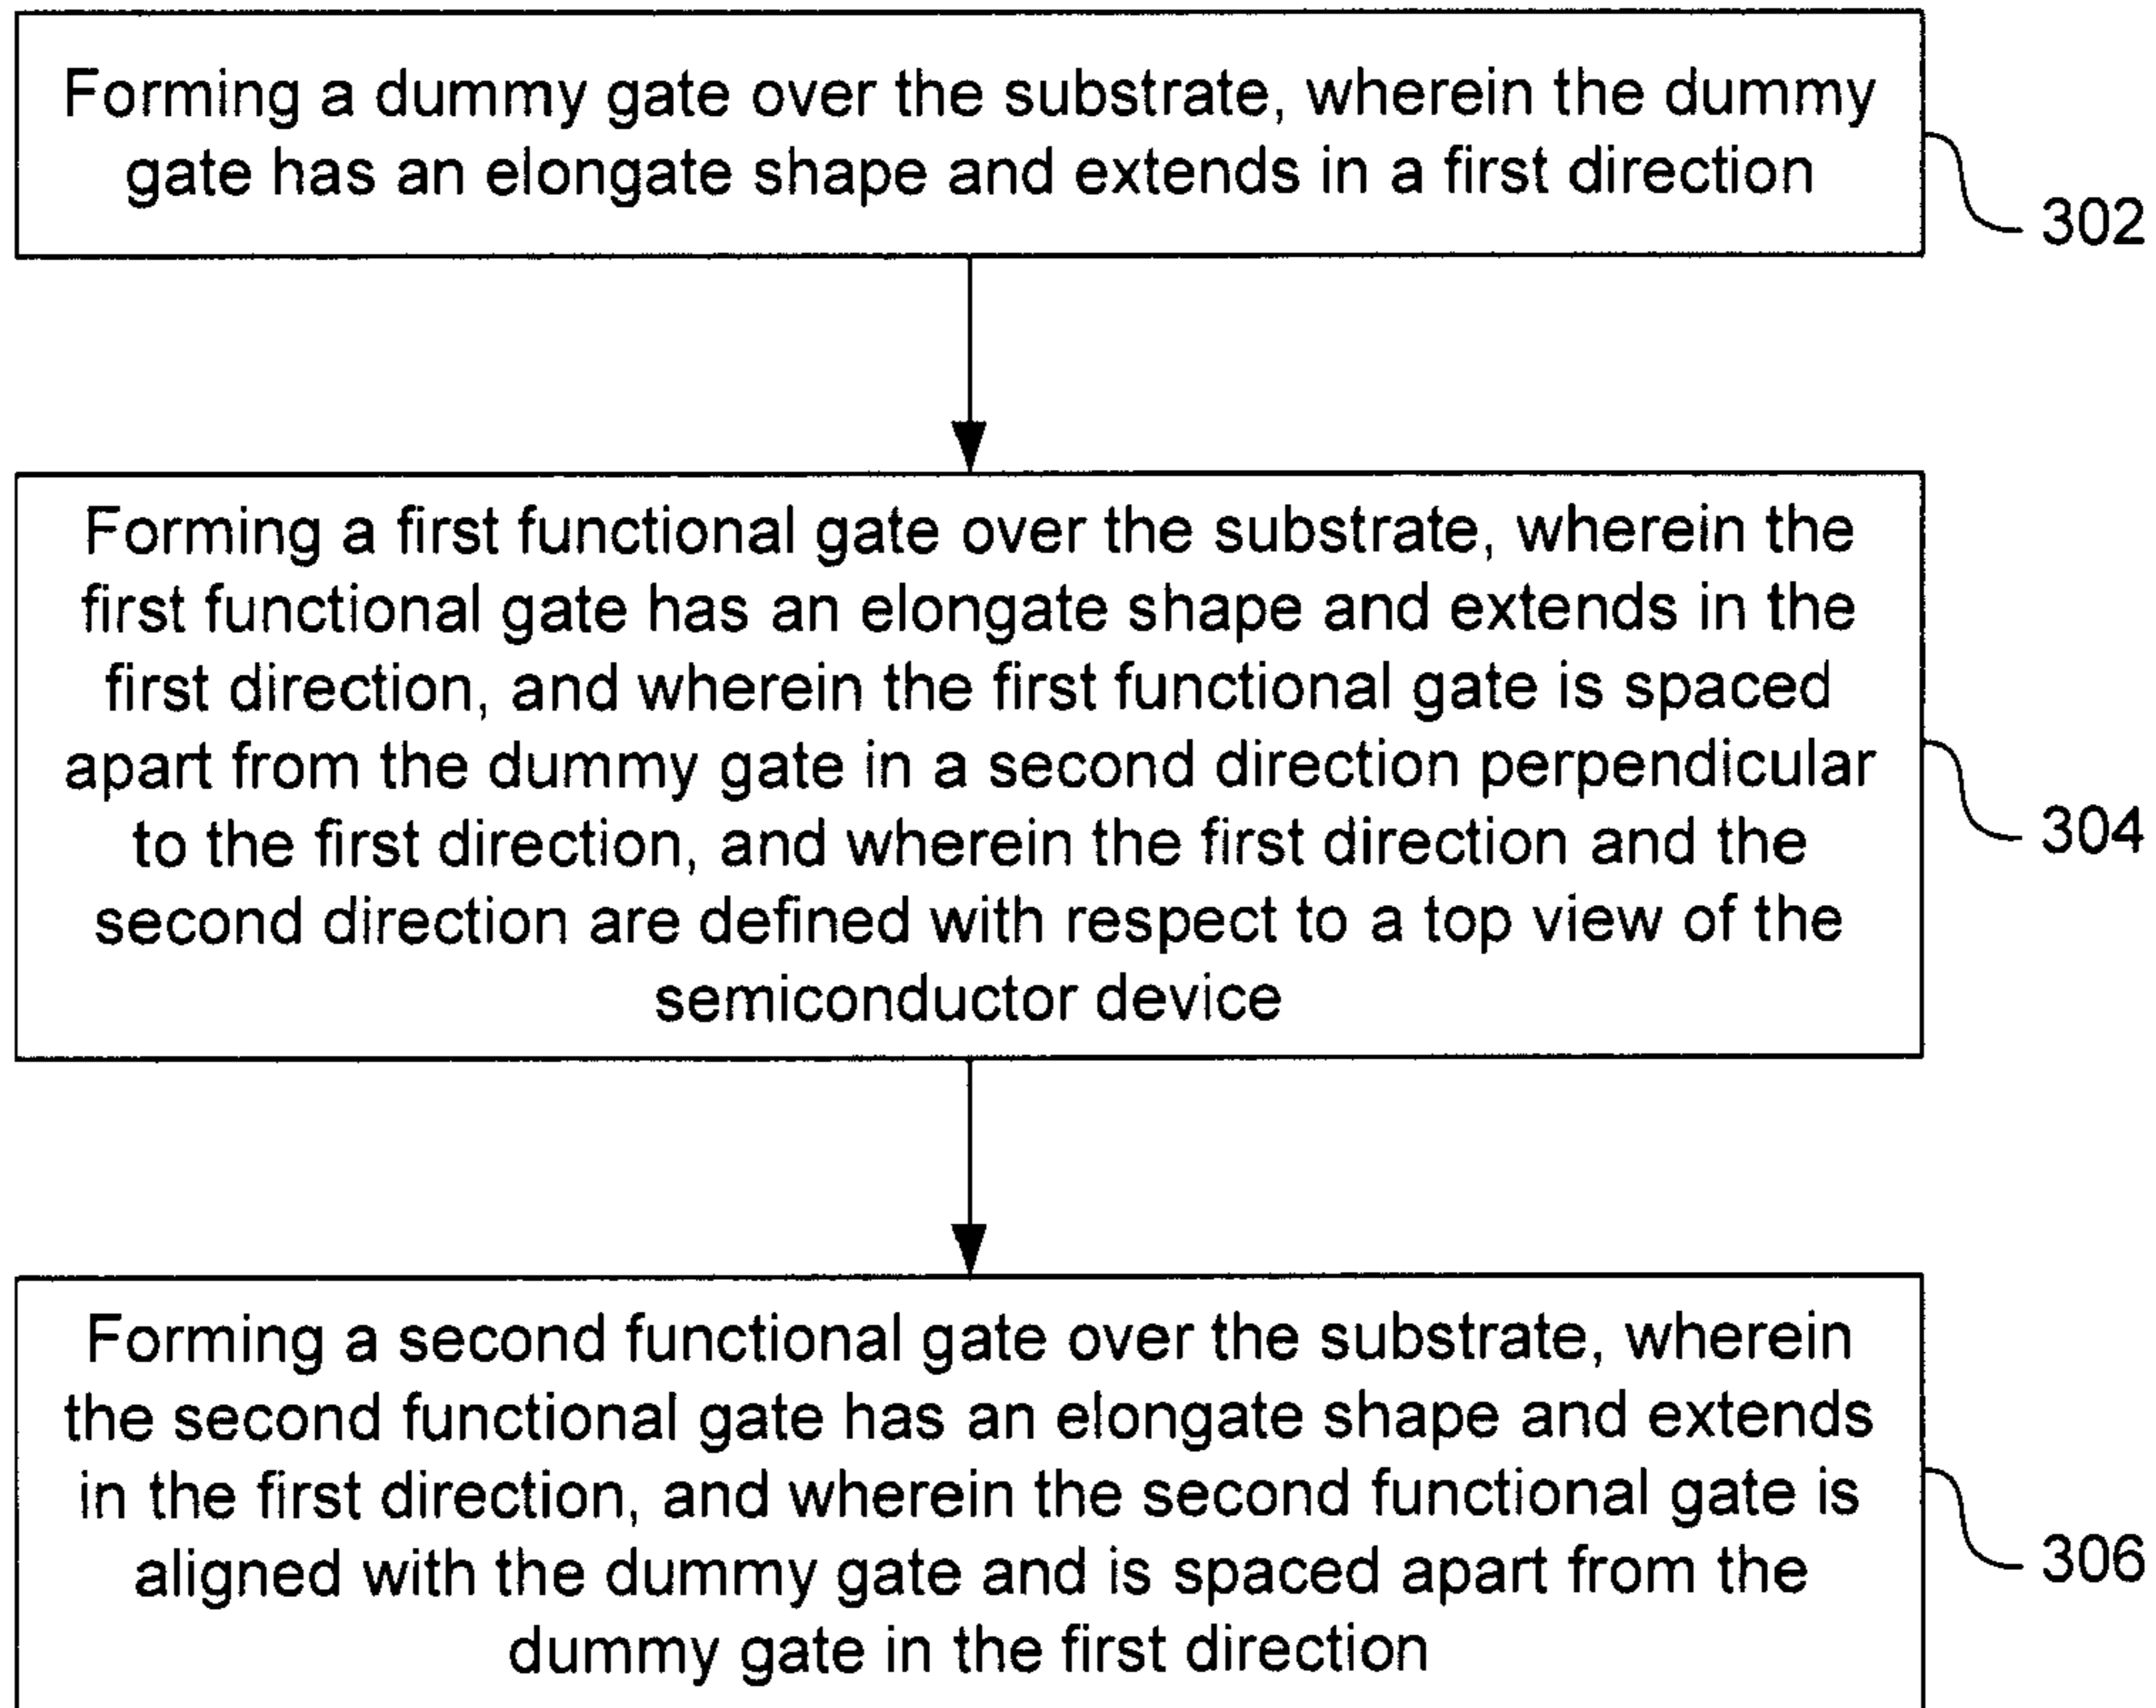 Forming a dummy gate over the substrate, wherein the dummy
gate has an elongate shape and extends in a first direction
302
Forming a first functional gate over the substrate, wherein the
first functional gate has an elongate shape and extends in the
first direction, and wherein the first functional gate is spaced
apart from the dummy gate in a second direction perpendicular
to the first direction, and wherein the first direction and the
second direction are defined with respect to a top view of the
semiconductor device
304
Forming a second functional gate over the substrate, wherein
the second functional gate has an elongate shape and extends
in the first direction, and wherein the second functional gate is
aligned with the dummy gate and is spaced apart from the
dummy gate in the first direction
306